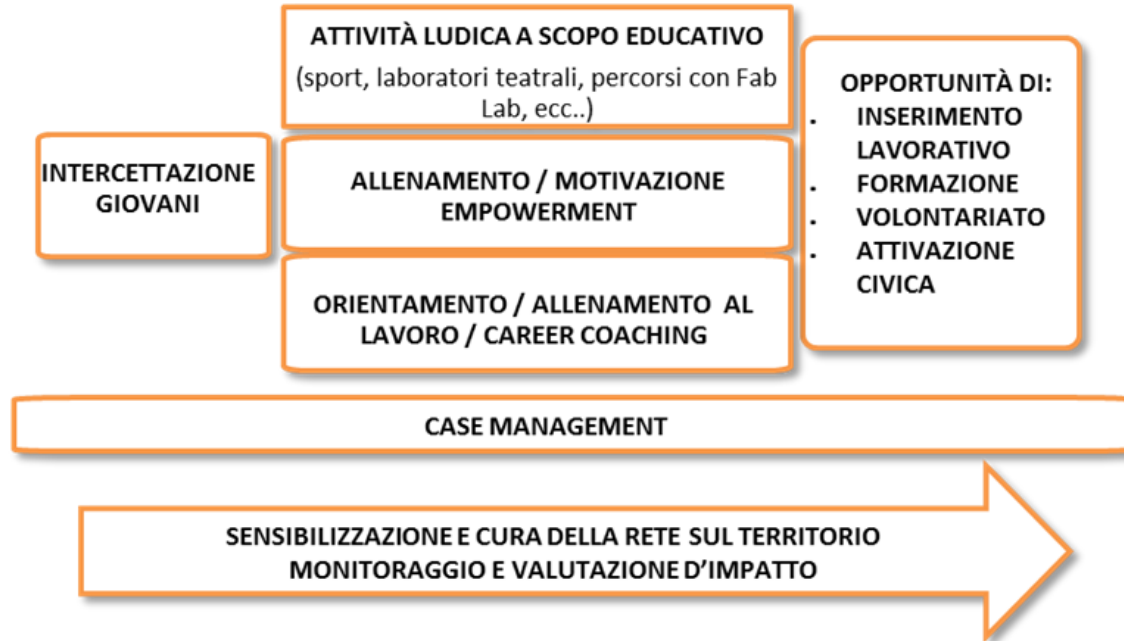 ATTIVITÀ LUDICA A SCOPO EDUCATIVO
(sport, laboratori teatrali, percorsi con Fab
Lab, ecc..)
INTERCETTAZIONE
GIOVANI
ALLENAMENTO / MOTIVAZIONE
EMPOWERMENT
ORIENTAMENTO / ALLENAMENTO AL
LAVORO / CAREER COACHING
OPPORTUNITÀ DI:
. INSERIMENTO
LAVORATIVO
. FORMAZIONE
. VOLONTARIATO
. ATTIVAZIONE
CIVICA
CASE MANAGEMENT
SENSIBILIZZAZIONE E CURA DELLA RETE SUL TERRITORIO
MONITORAGGIO E VALUTAZIONE D'IMPATTO